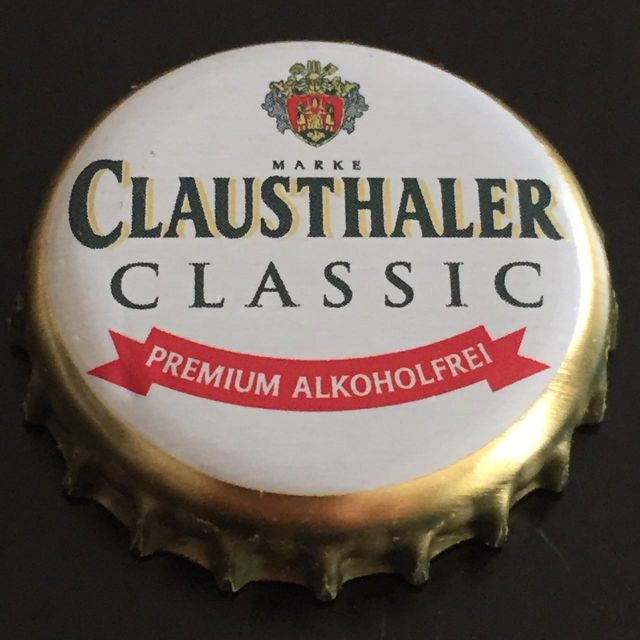 MARKE
CLAUSTHALER
CLASSIC
PREMIUM ALKOHOLFREI